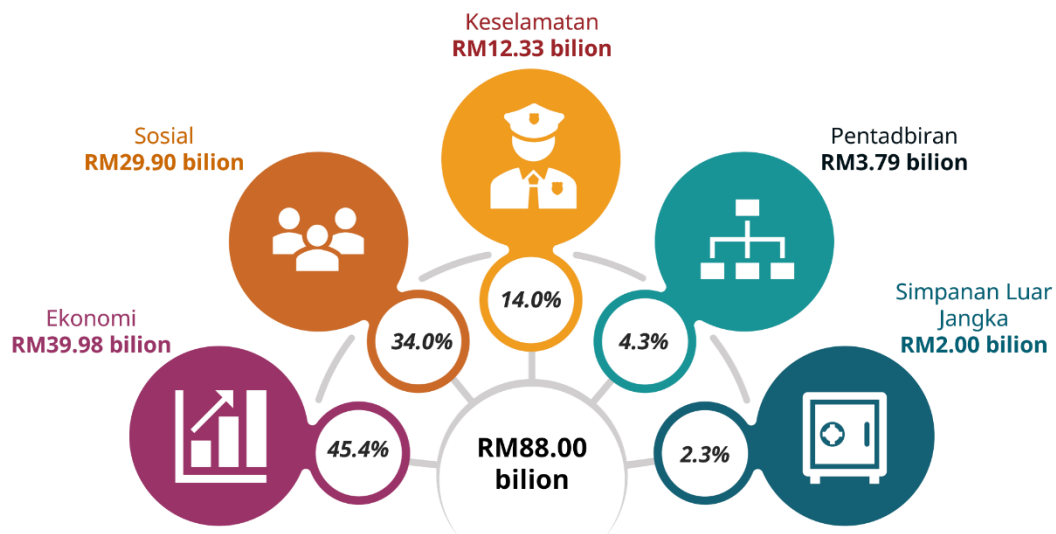 Keselamatan
RM12.33 bilion
Sosial
RM29.90 bilion
Pentadbiran
RM3.79 bilion
Ekonomi
RM39.98 bilion
Simpanan Luar
Jangka
RM2.00 bilion
14.0%
34.0%
4.3%
45.4%
2.3%
RM88.00
bilion